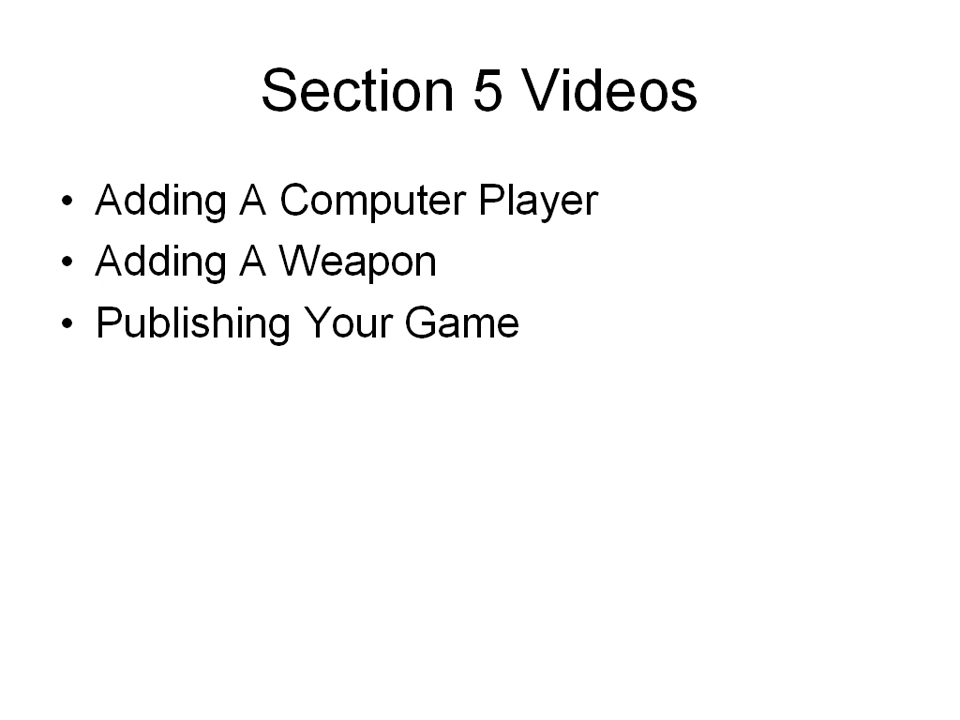 Section 5 Videos
• Adding A Computer Player
• Adding A Weapon
• Publishing Your Game